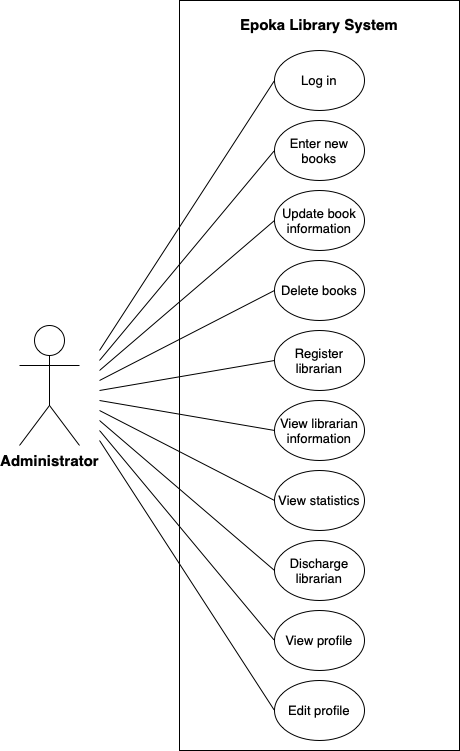 Epoka Library System
Log in
Enter new
books
Update book
information
Delete books
Register
librarian
View librarian
information
View statistics
Discharge
librarian
View profile
Edit profile
Administrator